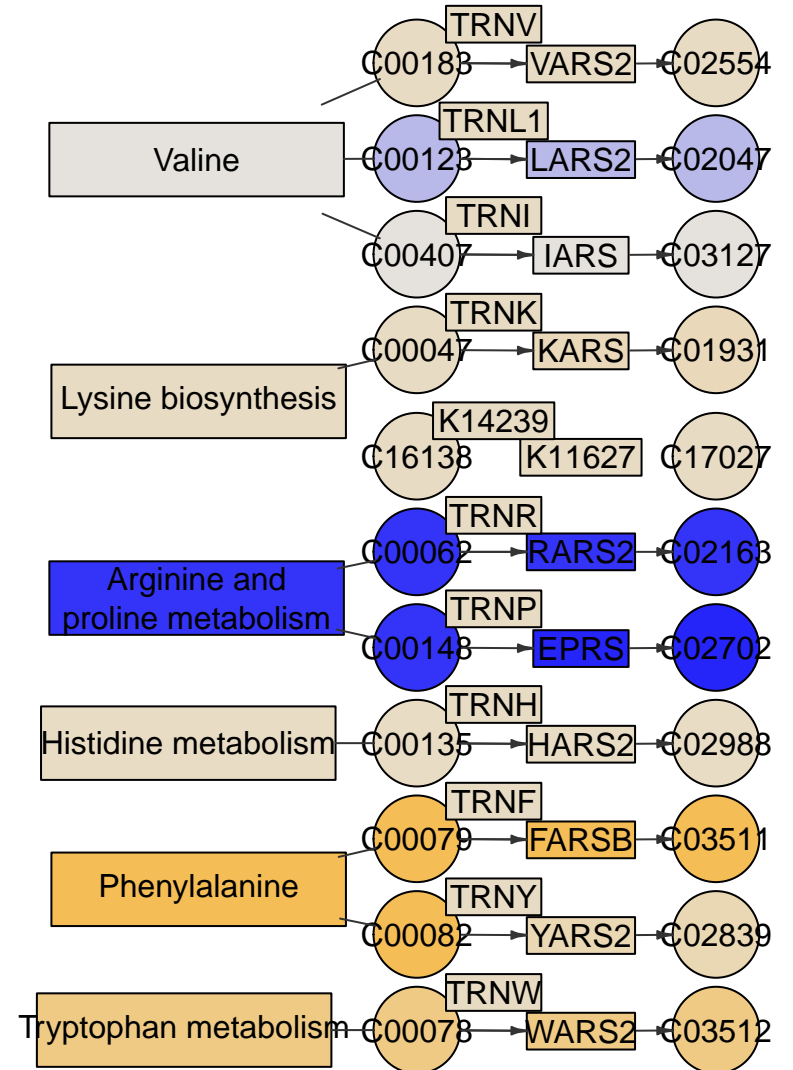 TRNV
C00183 VARS2 C02554
TRNL1
Valine C00123 LARS2 C02047
TRNI
C00407 IARS C03127
TRNK
C00047 KARS C01931
Lysine biosynthesis
K14239
C16138 K11627 C17027
TRNR
C00062 RARS2 C02163
Arginine and
proline metabolism
TRNP
C00148 EPRS C02702
TRNH
Histidine metabolism C00135 HARS2 C02988
TRNF
C00079 FARSB C03511
Phenylalanine
TRNY
C00082 YARS2 C02839
TRNW
Tryptophan metabolism C00078 WARS2 C03512